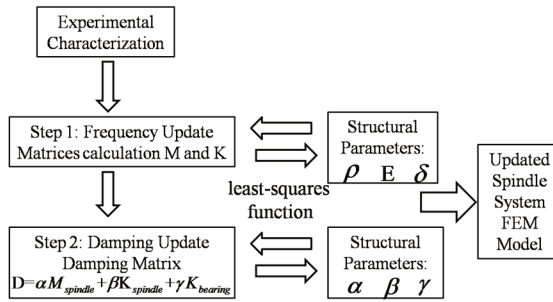 Experimental
Characterization
Step 1: Frequency Update
Matrices calculation M and K
Structural
Parameters:
ρ E δ
least-squares
function
Updated
Spindle
System
FEM
Model
Step 2: Damping Update
Damping Matrix
D=αM_spindle+βK_spindle+γK_bearing
Structural
Parameters:
α β γ